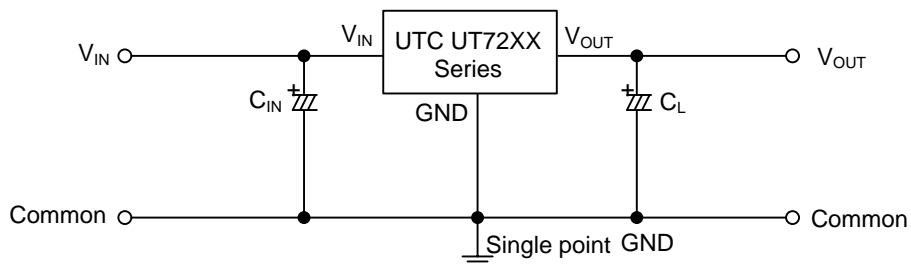 V_IN
V_IN
UTC UT72XX
Series
V_OUT
V_OUT
+
C_IN
GND
+
C_L
Common
Common
Single point GND